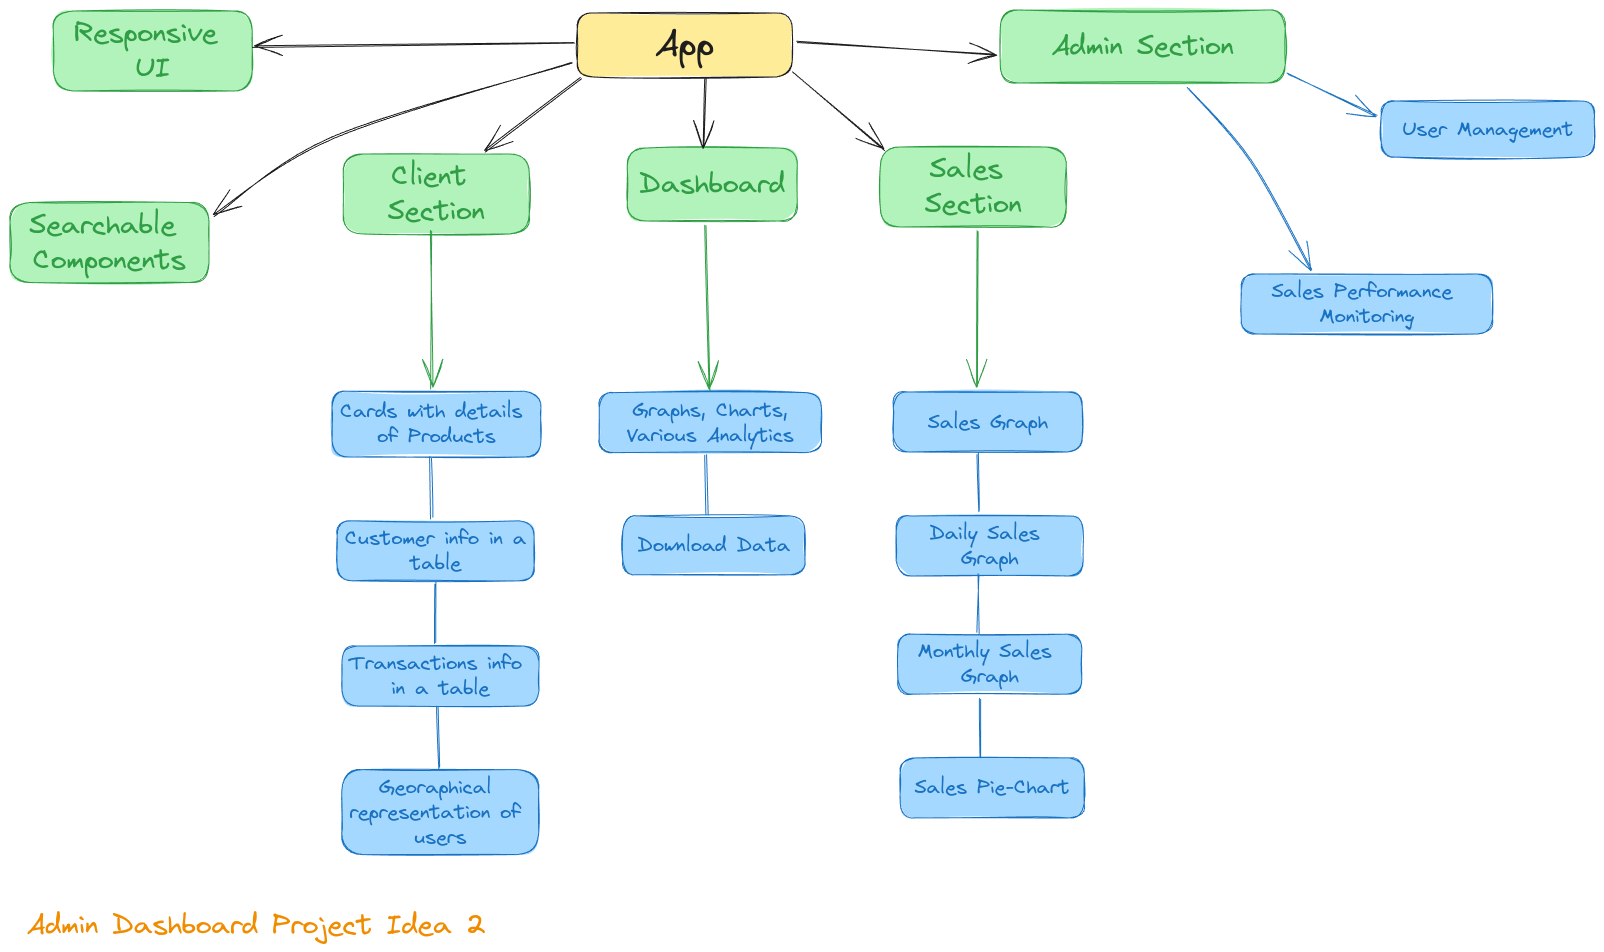 Responsive
UI
App
Admin Section
User Management
Sales Performance
Monitoring
Searchable
Components
Client
Section
Dashboard
Sales
Section
Cards with details
of Products
Customer info in a
table
Transactions info
in a table
Georaphical
representation of
users
Graphs, Charts,
Various Analytics
Download Data
Sales Graph
Daily Sales
Graph
Monthly Sales
Graph
Sales Pie-Chart
Admin Dashboard Project Idea 2